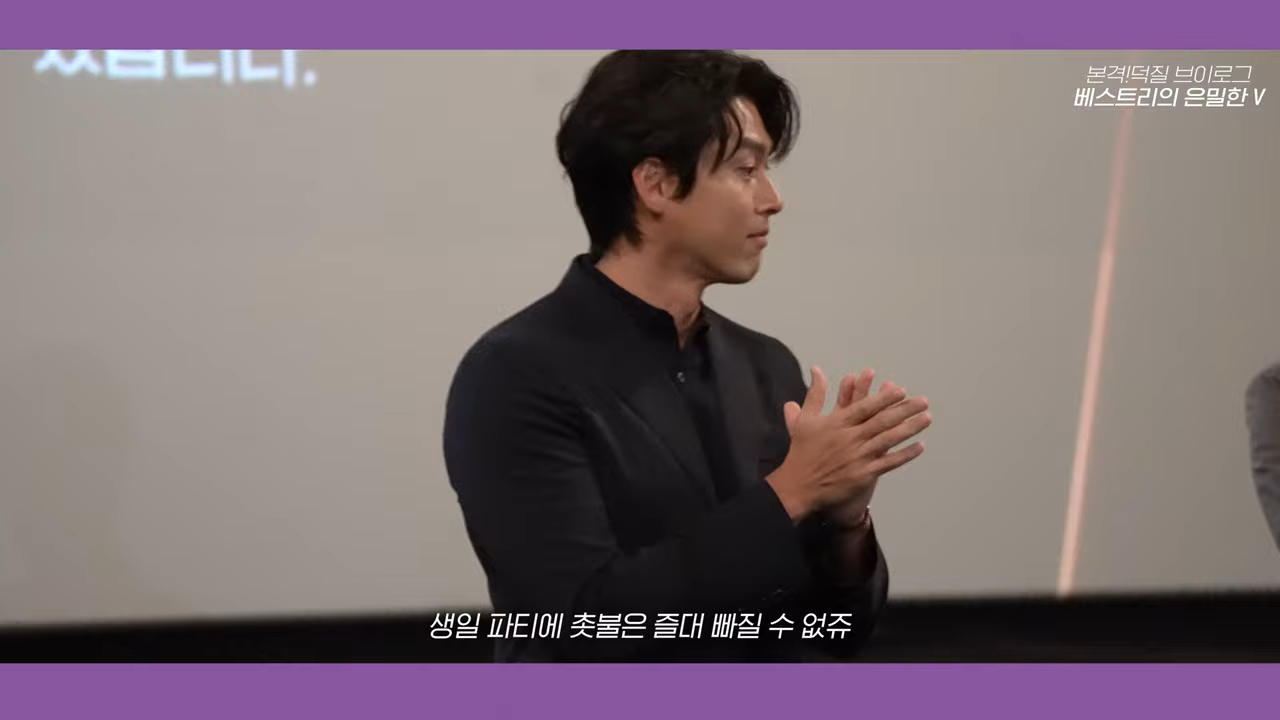 본격!덕질 브이로그
베스트리의 은밀한 V
생일 파티에 촛불은 즐대 빠질 수 없쥬